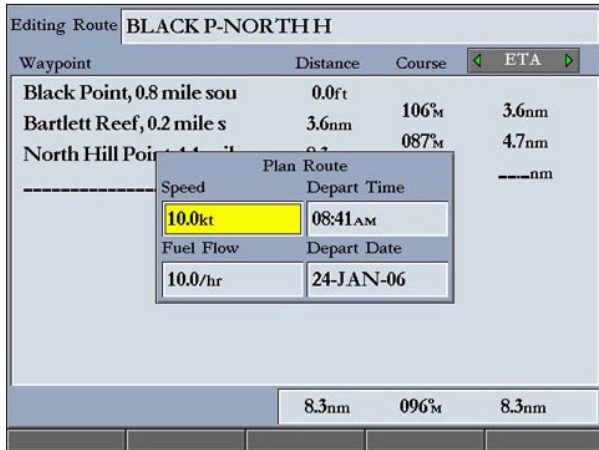 Editing Route BLACK P-NORTH H
Waypoint Distance Course ETA
Black Point, 0.8 mile sou 0.0ft
106°M 3.6nm
Bartlett Reef, 0.2 mile s 3.6nm
087°M 4.7nm
North Hill
__.__nm
Plan Route
Speed Depart Time
10.0kt 08:41AM
Fuel Flow Depart Date
10.0/hr 24-JAN-06
8.3nm 096°M 8.3nm